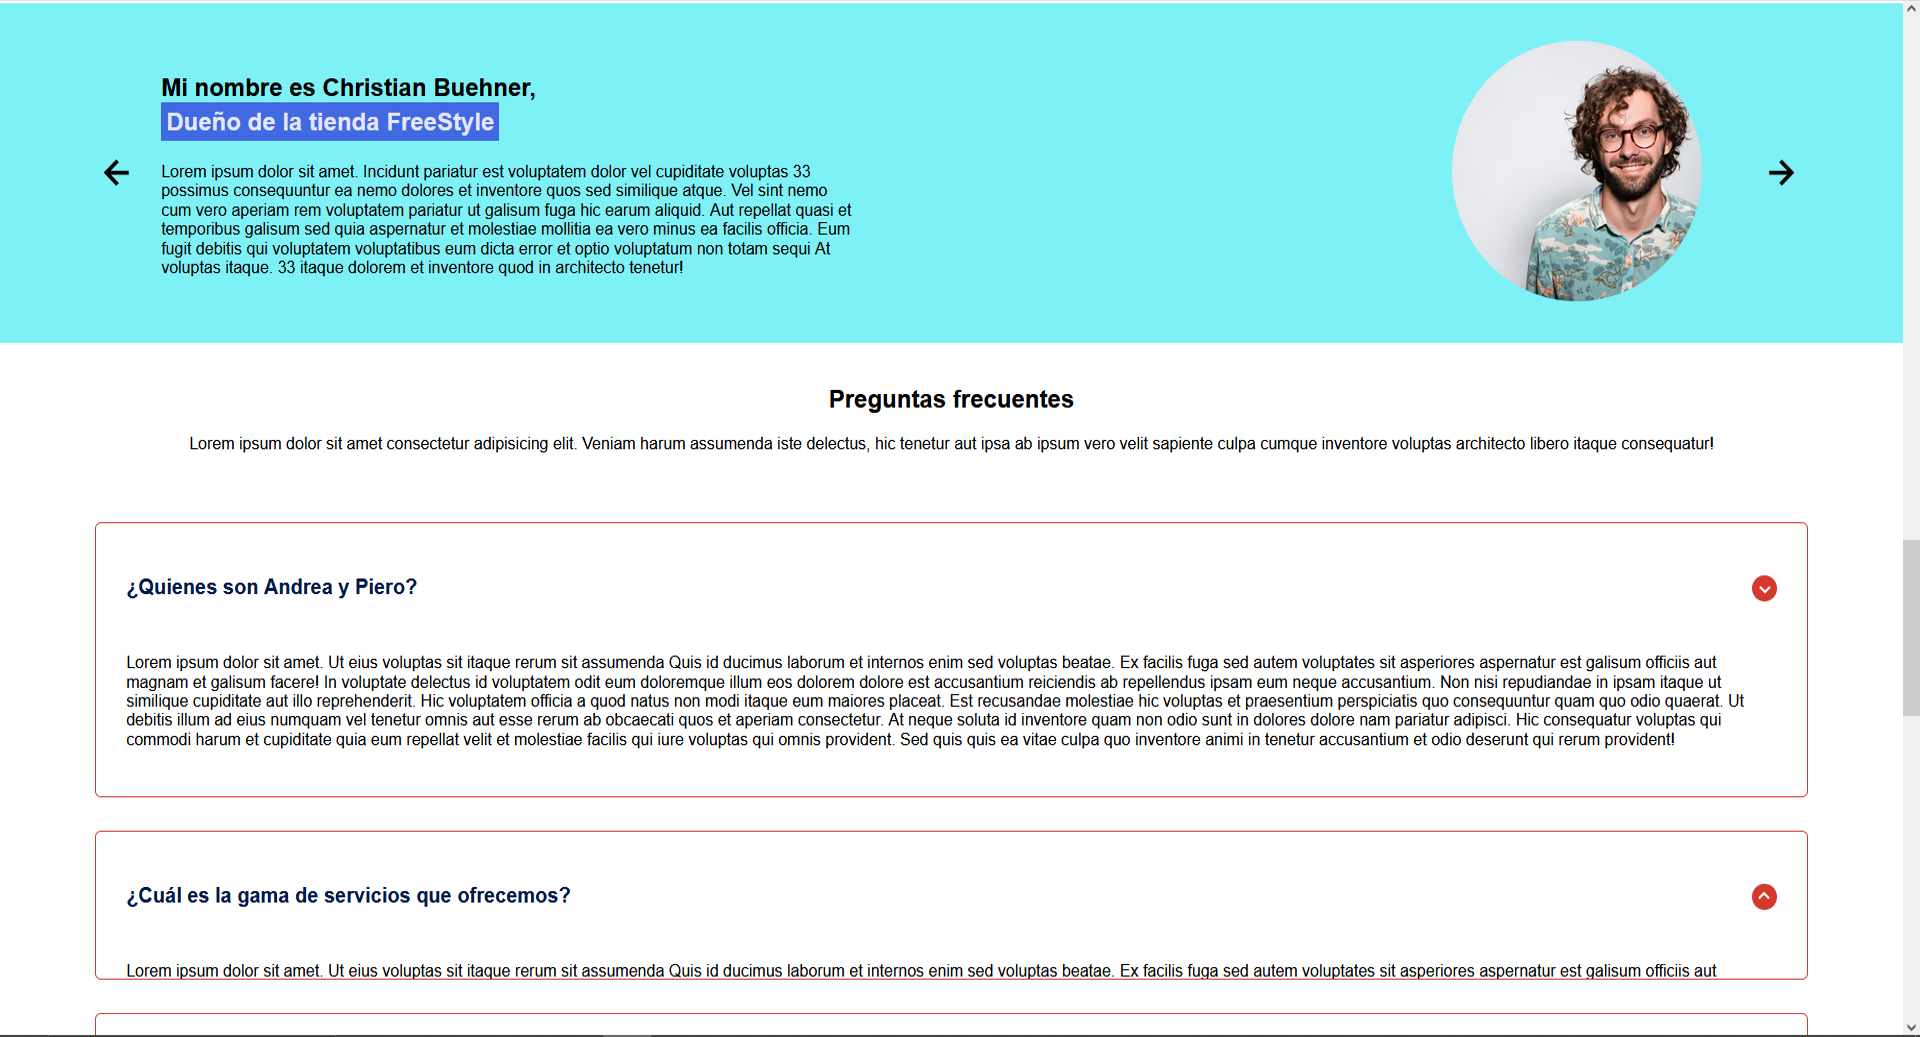 Mi nombre es Christian Buehner,
Dueño de la tienda FreeStyle
Lorem ipsum dolor sit amet. Incidunt pariatur est voluptatem dolor vel cupiditate voluptas 33
possimus consequuntur ea nemo dolores et inventore quos sed similique atque. Vel sint nemo
cum vero aperiam rem voluptatem pariatur ut galisum fuga hic earum aliquid. Aut repellat quasi et
temporibus galisum sed quia aspernatur et molestiae mollitia ea vero minus ea facilis officia. Eum
fugit debitis qui voluptatem voluptatibus eum dicta error et optio voluptatum non totam sequi At
voluptas itaque. 33 itaque dolorem et inventore quod in architecto tenetur!
Preguntas frecuentes
Lorem ipsum dolor sit amet consectetur adipisicing elit. Veniam harum assumenda iste delectus, hic tenetur aut ipsa ab ipsum vero velit sapiente culpa cumque inventore voluptas architecto libero itaque consequatur!
¿Quienes son Andrea y Piero?
Lorem ipsum dolor sit amet. Ut eius voluptas sit itaque rerum sit assumenda Quis id ducimus laborum et internos enim sed voluptas beatae. Ex facilis fuga sed autem voluptates sit asperiores aspernatur est galisum officiis aut
magnam et galisum facere! In voluptate delectus id voluptatem odit eum doloremque illum eos dolorem dolore est accusantium reiciendis ab repellendus ipsam eum neque accusantium. Non nisi repudiandae in ipsam itaque ut
similique cupiditate aut illo reprehenderit. Hic voluptatem officia a quod natus non modi itaque eum maiores placeat. Est recusandae molestiae hic voluptas et praesentium perspiciatis quo consequuntur quam quo odio quaerat. Ut
debitis illum ad eius numquam vel tenetur omnis aut esse rerum ab obcaecati quos et aperiam consectetur. At neque soluta id inventore quam non odio sunt in dolores dolore nam pariatur adipisci. Hic consequatur voluptas qui
commodi harum et cupiditate quia eum repellat velit et molestiae facilis qui iure voluptas qui omnis provident. Sed quis quis ea vitae culpa quo inventore animi in tenetur accusantium et odio deserunt qui rerum provident!
¿Cuál es la gama de servicios que ofrecemos?
Lorem ipsum dolor sit amet. Ut eius voluptas sit itaque rerum sit assumenda Quis id ducimus laborum et internos enim sed voluptas beatae. Ex facilis fuga sed autem voluptates sit asperiores aspernatur est galisum officiis aut